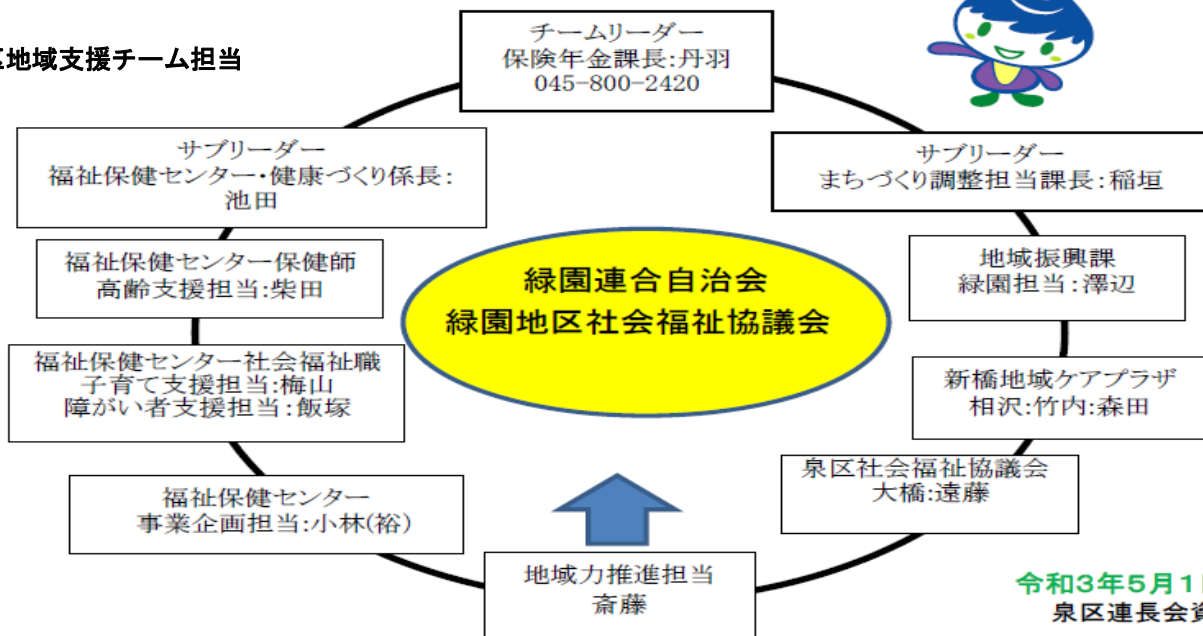 区地域支援チーム担当
チームリーダー
保険年金課長:丹羽
045-800-2420
サブリーダー
福祉保健センター・健康づくり係長:
池田
サブリーダー
まちづくり調整担当課長:稲垣
福祉保健センター保健師
高齢支援担当:柴田
地域振興課
緑園担当:澤辺
緑園連合自治会
緑園地区社会福祉協議会
福祉保健センター社会福祉職
子育て支援担当:梅山
障がい者支援担当:飯塚
新橋地域ケアプラザ
相沢:竹内:森田
泉区社会福祉協議会
大橋:遠藤
福祉保健センター
事業企画担当:小林(裕)
地域力推進担当
斎藤
令和3年5月1日
泉区連長会資